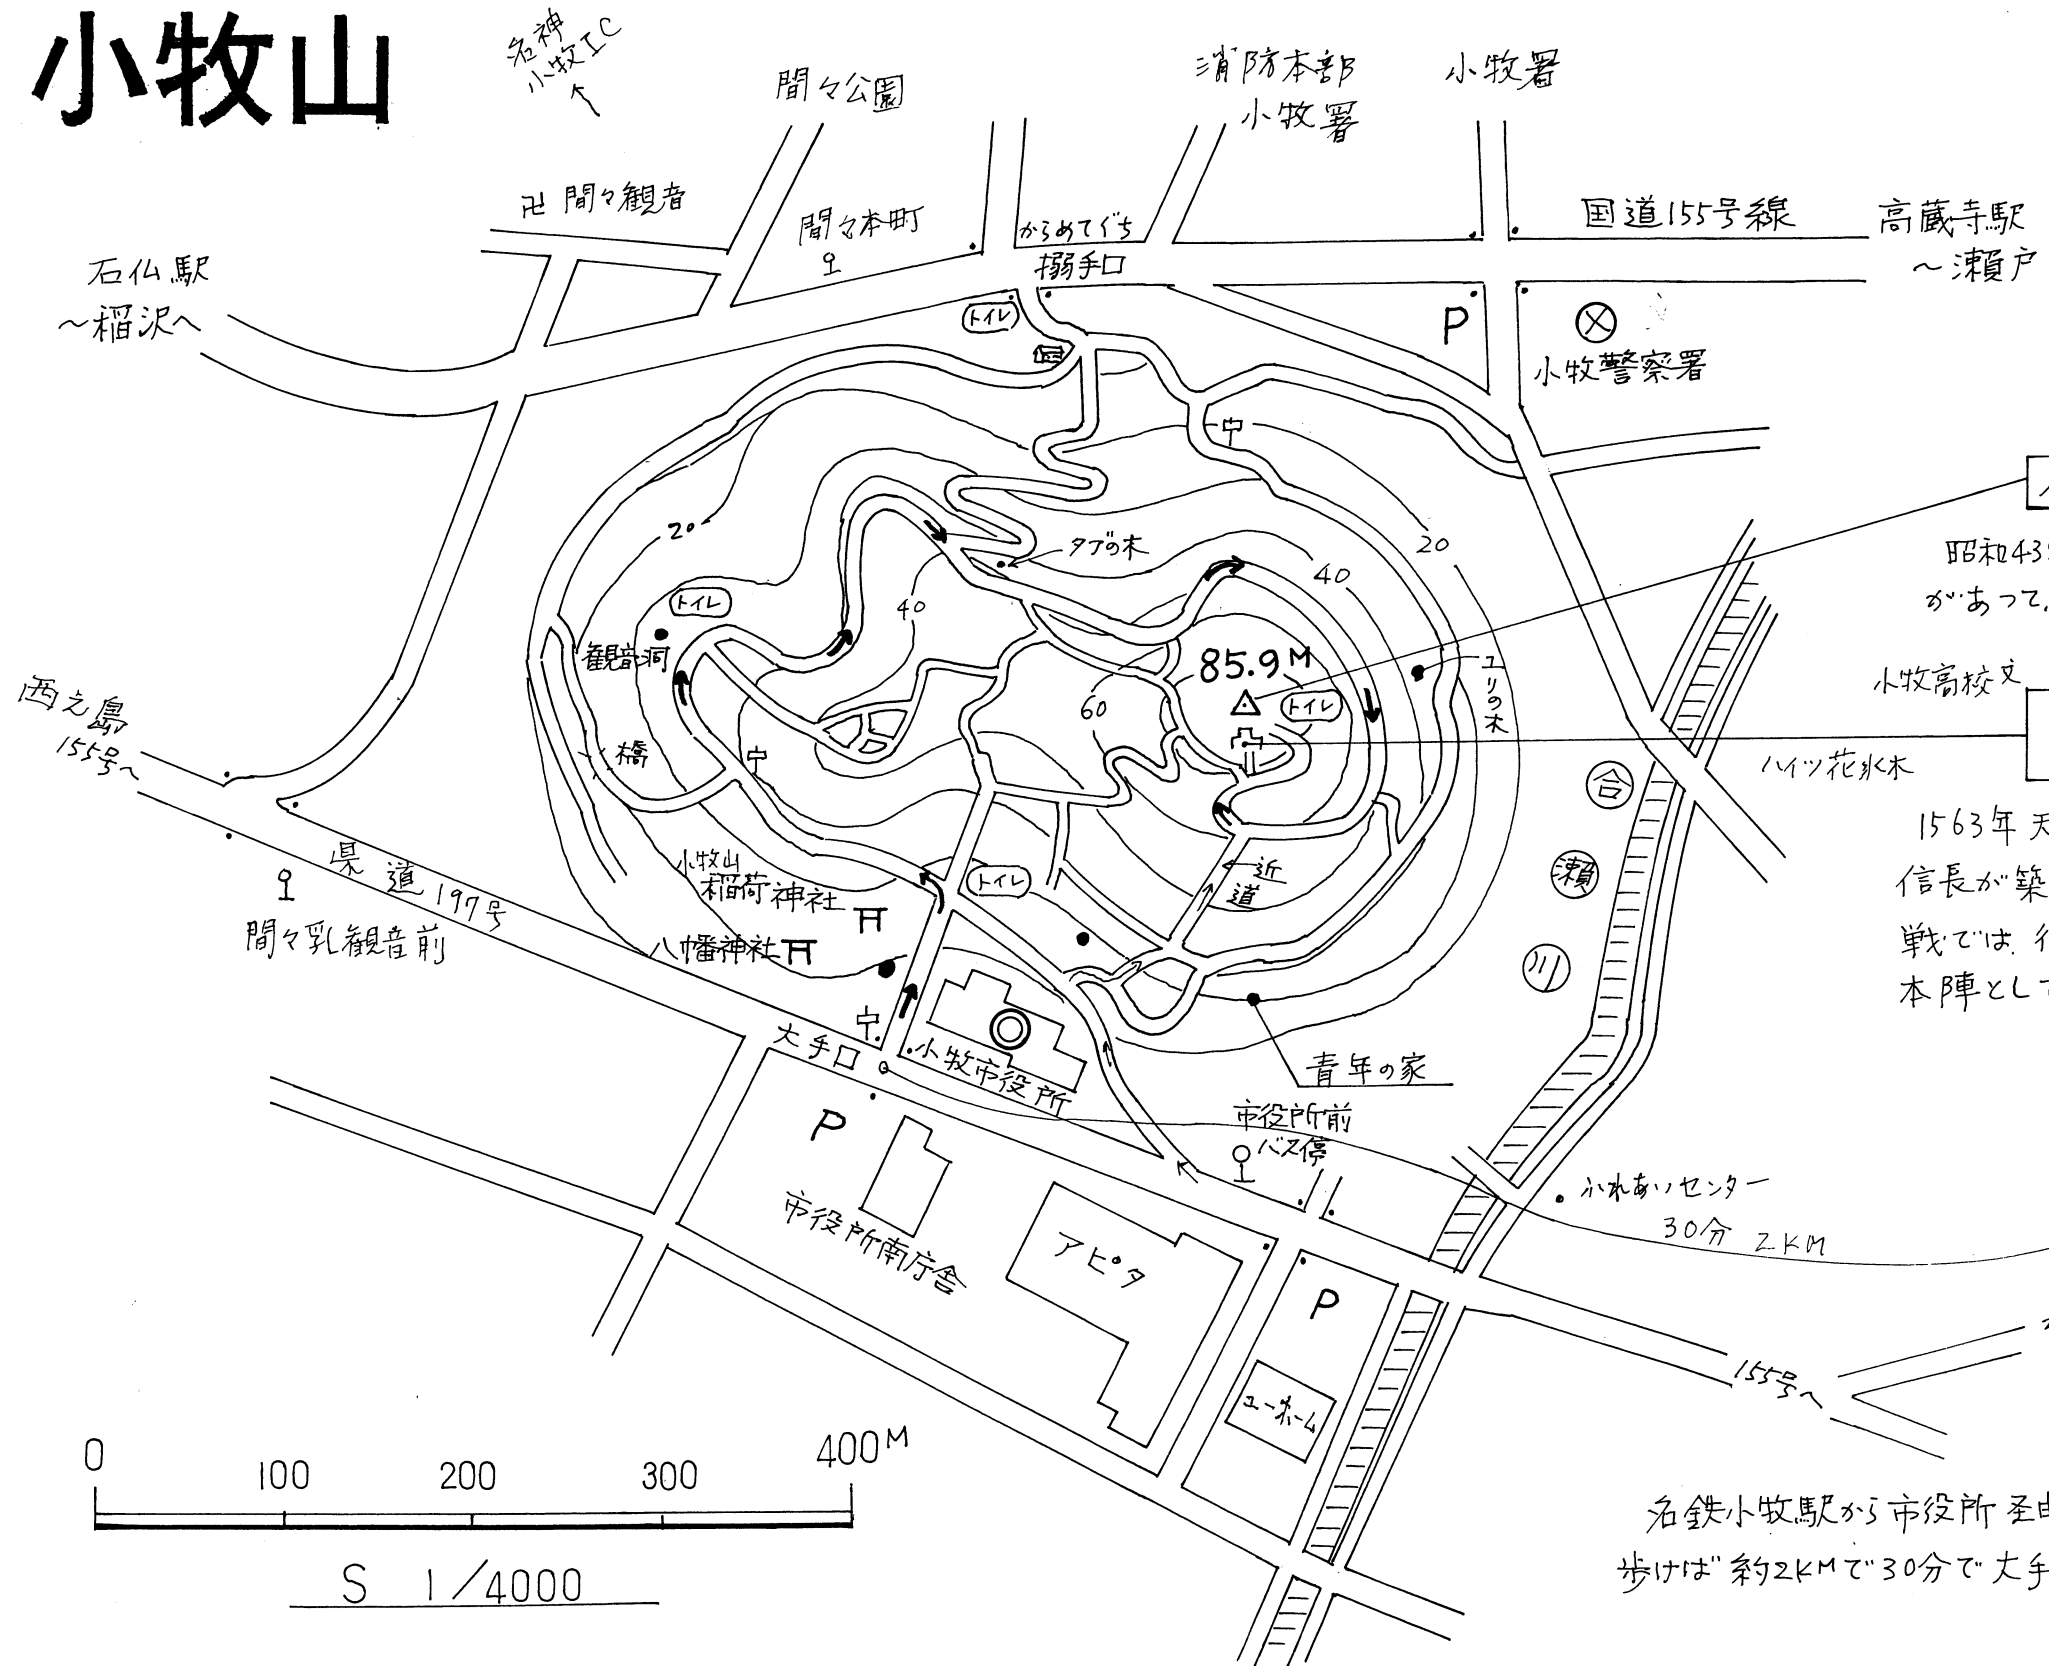 小牧山
名神
小牧IC
間々公園
消防本部
小牧署
小牧署
卍 間々観音
間々本町
からめてぐち
搦手口
国道155号線
高蔵寺駅
～瀬戸
石仏駅
～稲沢へ
トイレ
P
小牧警察署
20
タブの木
20
40
昭和43
があって、
トイレ
40
観音洞
85.9M
トイレ
60
ユリの木
小牧高校
西之島
155号へ
橋
ハイツ花水木
合
瀬
川
1563年
信長が築
戦では、
本陣として
県道197号
間々乳観音前
小牧山
稲荷神社
トイレ
近道
八幡神社
大手口
小牧市役所
青年の家
P
市役所前
バス停
市役所南庁舎
アピタ
ふれあいセンター
30分 2KM
P
ユーホーム
155号へ
0 100 200 300 400M
S 1/4000
名鉄小牧駅から市役所
歩けば約2KMで30分で大手